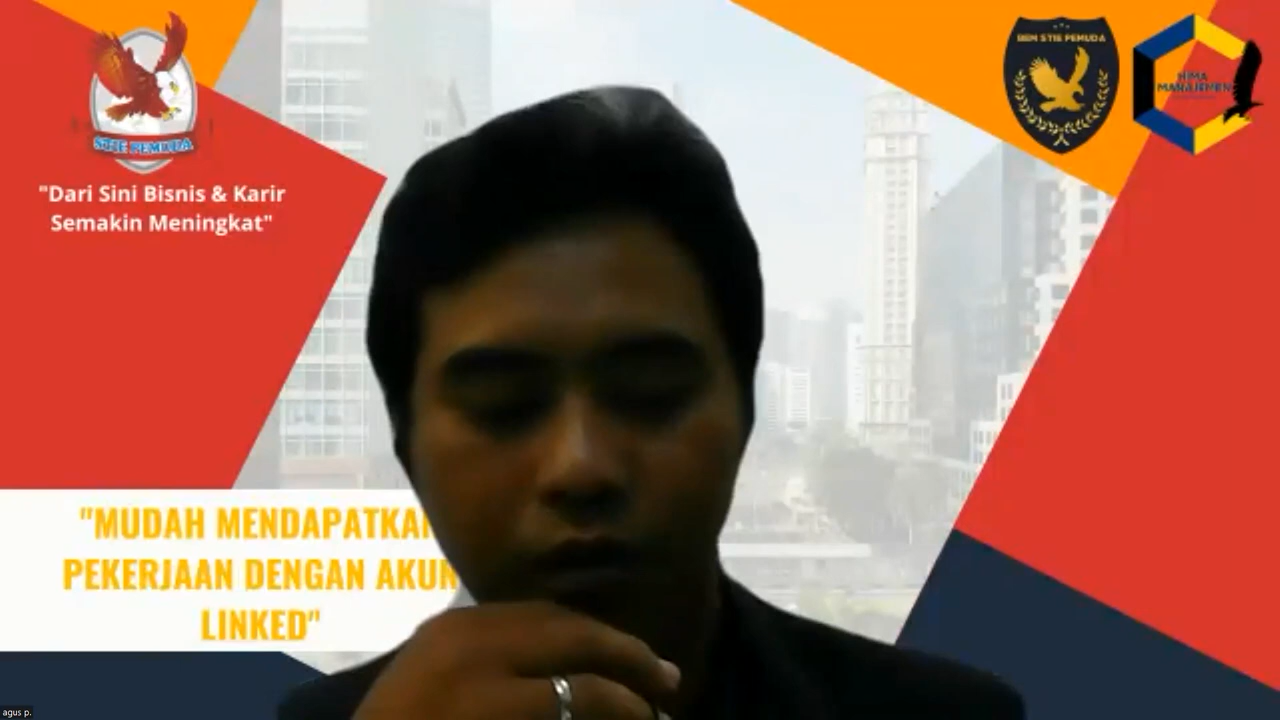 STIE PEMUDA
"Dari Sini Bisnis & Karir
Semakin Meningkat"
BEM STIE PEMUDA
HIMA
MANAJEMEN
"MUDAH MENDAPATKAN
PEKERJAAN DENGAN AKUN
LINKED"
agus p.